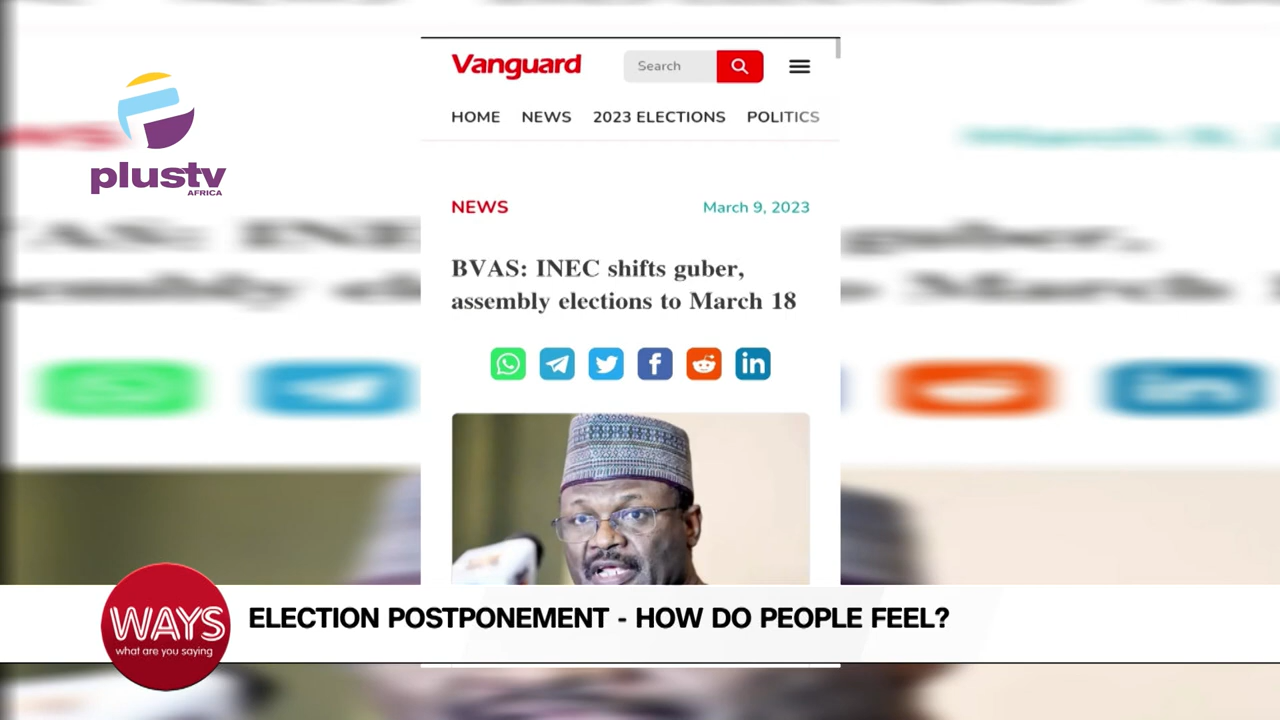 Vanguard
Search
HOME NEWS 2023 ELECTIONS POLITICS
plustv
AFRICA
NEWS
March 9, 2023
BVAS: INEC shifts guber,
assembly elections to March 18
in
WAYS
what are you saying
ELECTION POSTPONEMENT - HOW DO PEOPLE FEEL?